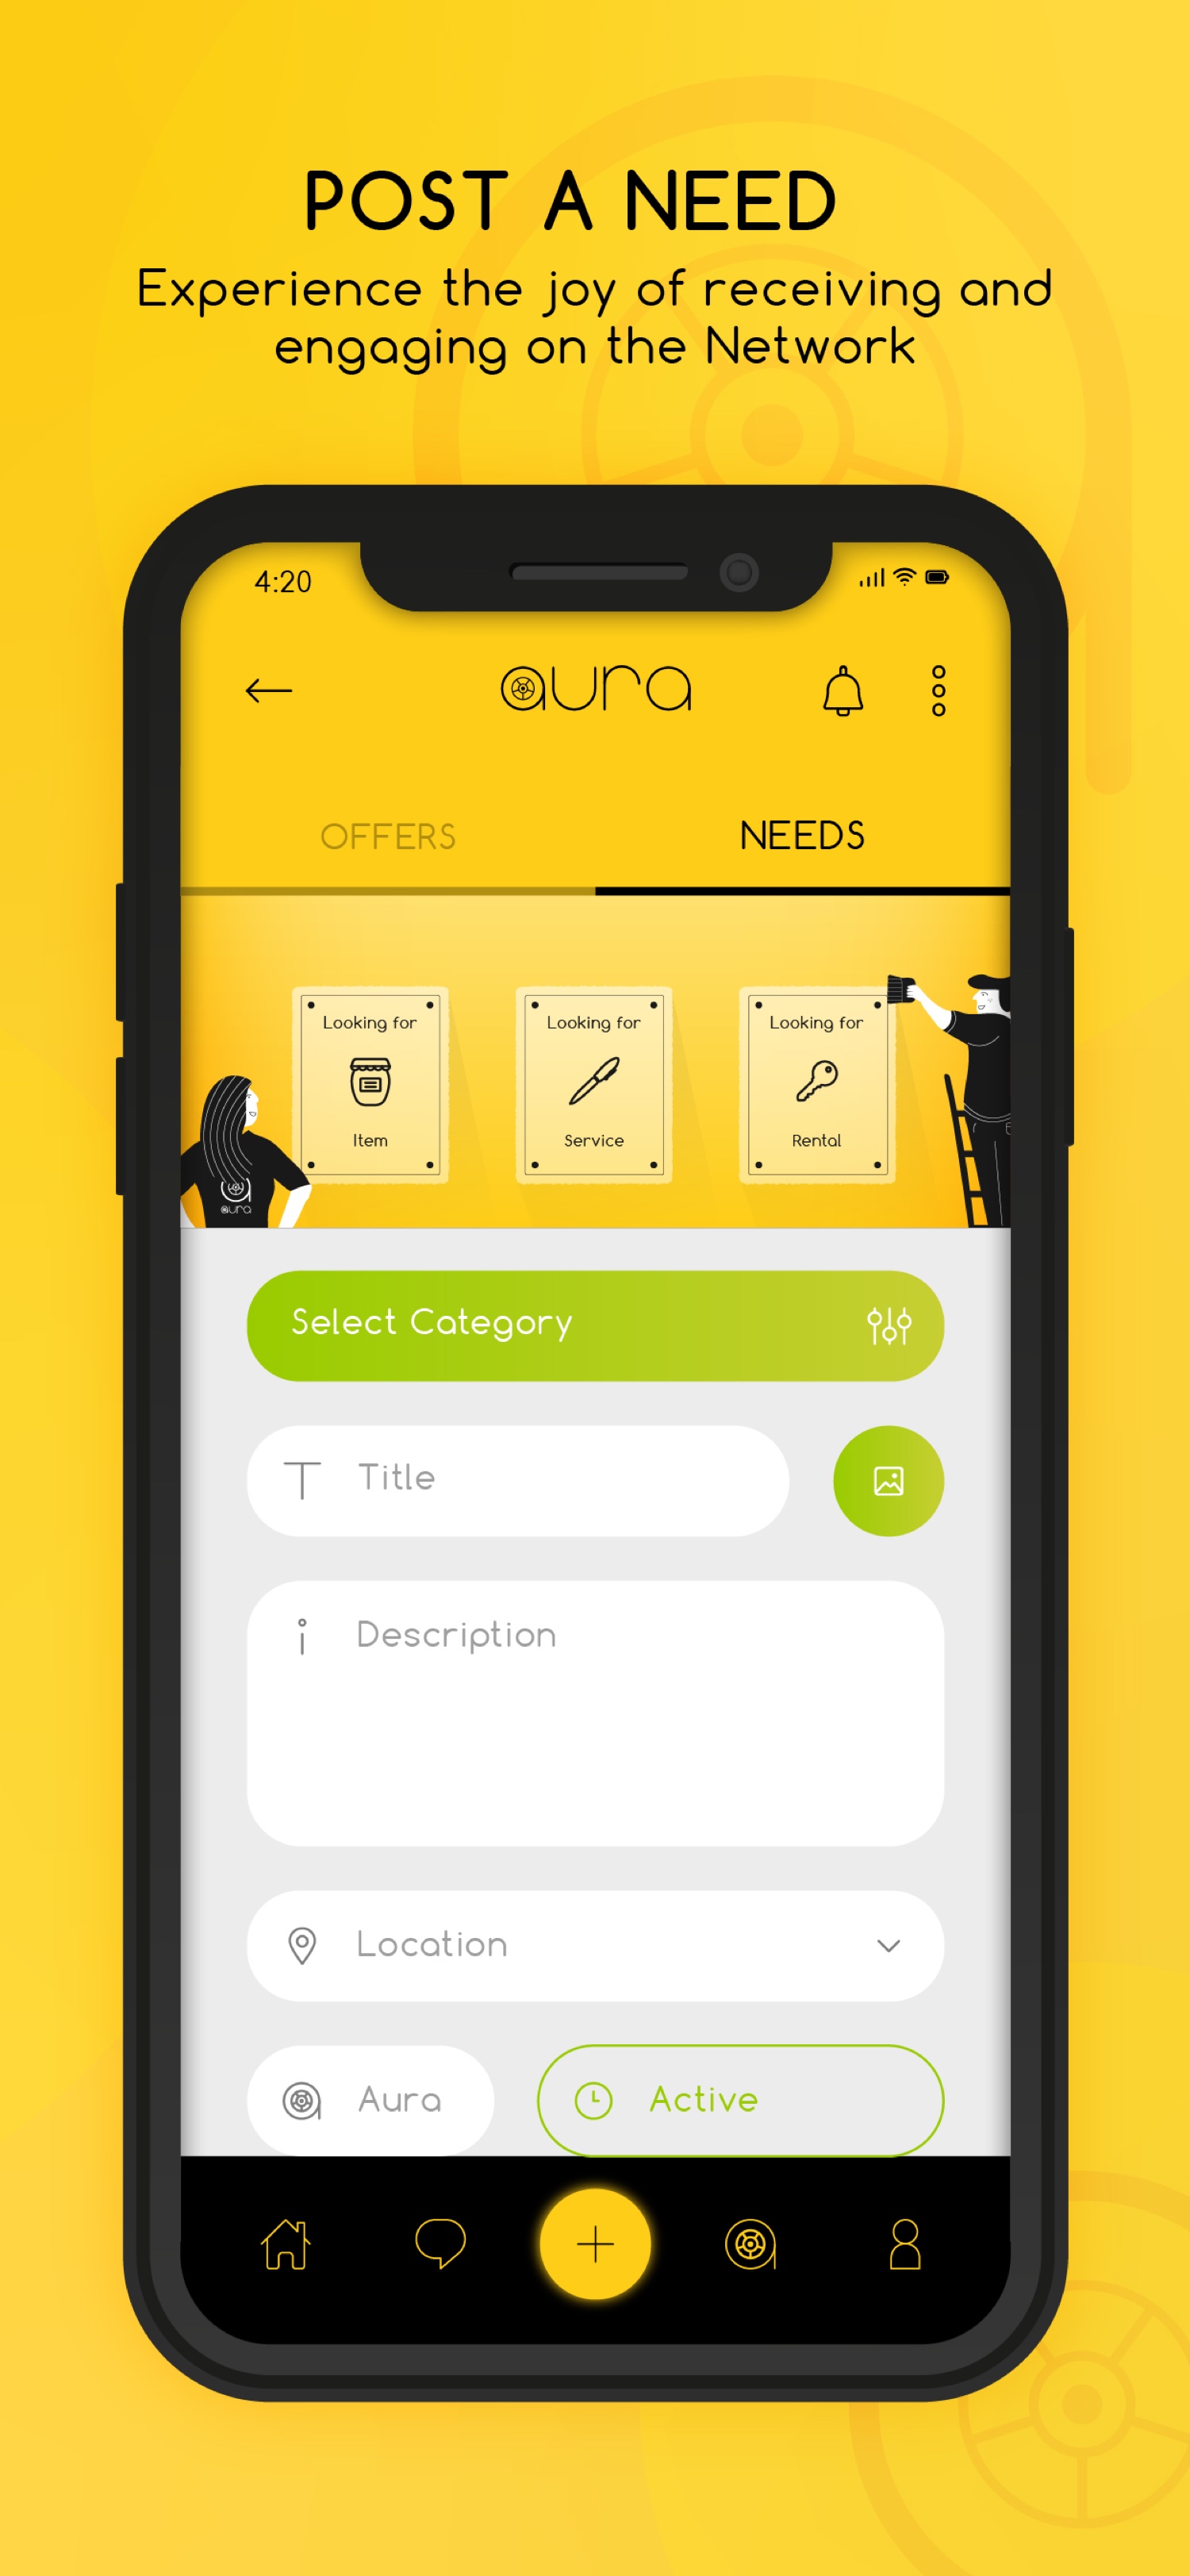 POST A NEED
Experience the joy of receiving and
engaging on the Network
4:20
aura
OFFERS
NEEDS
Looking for
Item
Looking for
Service
Looking for
Rental
aura
Select Category
Title
Description
Location
Aura
Active